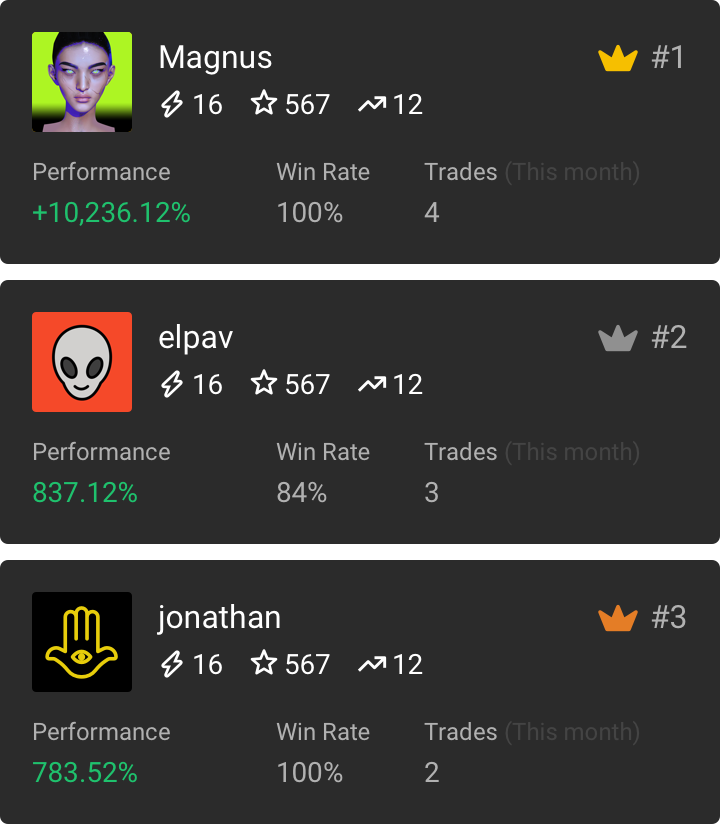 Magnus #1
16 567 12
Performance Win Rate Trades (This month)
+10,236.12% 100% 4
elpav #2
16 567 12
Performance Win Rate Trades (This month)
837.12% 84% 3
jonathan #3
16 567 12
Performance Win Rate Trades (This month)
783.52% 100% 2